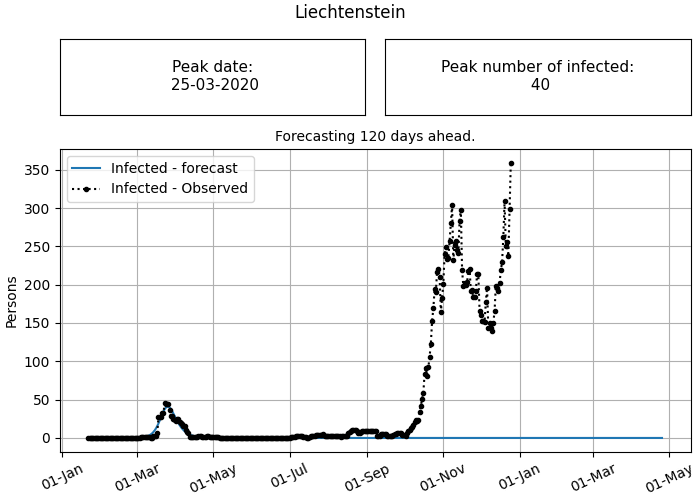 Liechtenstein
Peak date:
25-03-2020
Peak number of infected:
40
Forecasting 120 days ahead.
Infected - forecast
Infected - Observed
Persons
350
300
250
200
150
100
50
0
01-Jan
01-Mar
01-May
01-Jul
01-Sep
01-Nov
01-Jan
01-Mar
01-May